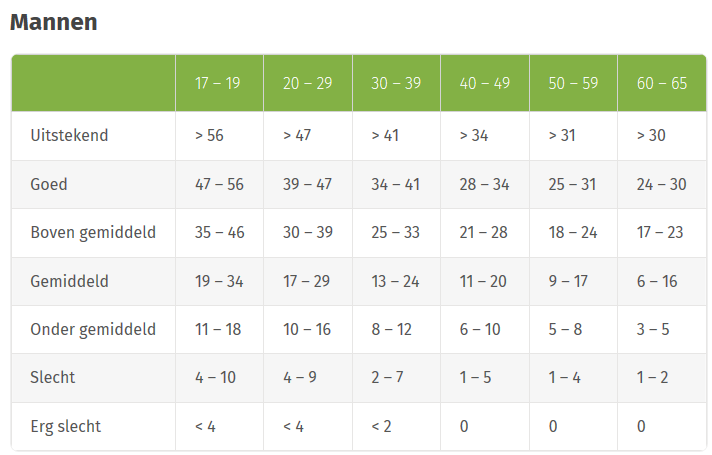 Mannen
17 – 19 20 – 29 30 – 39 40 – 49 50 – 59 60 – 65
Uitstekend > 56 > 47 > 41 > 34 > 31 > 30
Goed 47 – 56 39 – 47 34 – 41 28 – 34 25 – 31 24 – 30
Boven gemiddeld 35 – 46 30 – 39 25 – 33 21 – 28 18 – 24 17 – 23
Gemiddeld 19 – 34 17 – 29 13 – 24 11 – 20 9 – 17 6 – 16
Onder gemiddeld 11 – 18 10 – 16 8 – 12 6 – 10 5 – 8 3 – 5
Slecht 4 – 10 4 – 9 2 – 7 1 – 5 1 – 4 1 – 2
Erg slecht < 4 < 4 < 2 0 0 0